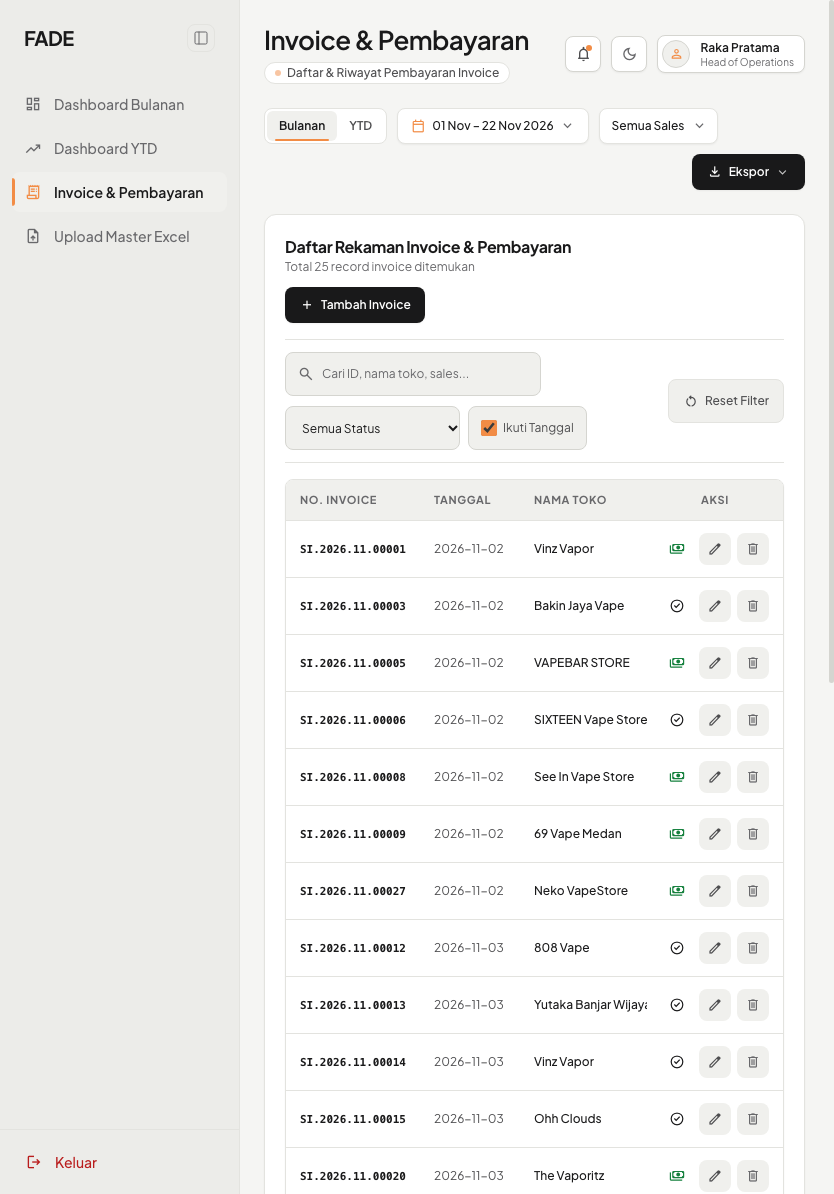 FADE
Dashboard Bulanan
Dashboard YTD
Invoice & Pembayaran
Upload Master Excel
Keluar
Invoice & Pembayaran
Daftar & Riwayat Pembayaran Invoice
Raka Pratama
Head of Operations
Bulanan YTD 01 Nov – 22 Nov 2026 Semua Sales
Ekspor
Daftar Rekaman Invoice & Pembayaran
Total 25 record invoice ditemukan
Tambah Invoice
Cari ID, nama toko, sales...
Reset Filter
Semua Status Ikuti Tanggal
NO. INVOICE TANGGAL NAMA TOKO AKSI
SI.2026.11.00001 2026-11-02 Vinz Vapor
SI.2026.11.00003 2026-11-02 Bakin Jaya Vape
SI.2026.11.00005 2026-11-02 VAPEBAR STORE
SI.2026.11.00006 2026-11-02 SIXTEEN Vape Store
SI.2026.11.00008 2026-11-02 See In Vape Store
SI.2026.11.00009 2026-11-02 69 Vape Medan
SI.2026.11.00027 2026-11-02 Neko VapeStore
SI.2026.11.00012 2026-11-03 808 Vape
SI.2026.11.00013 2026-11-03 Yutaka Banjar Wijaya
SI.2026.11.00014 2026-11-03 Vinz Vapor
SI.2026.11.00015 2026-11-03 Ohh Clouds
SI.2026.11.00020 2026-11-03 The Vaporitz